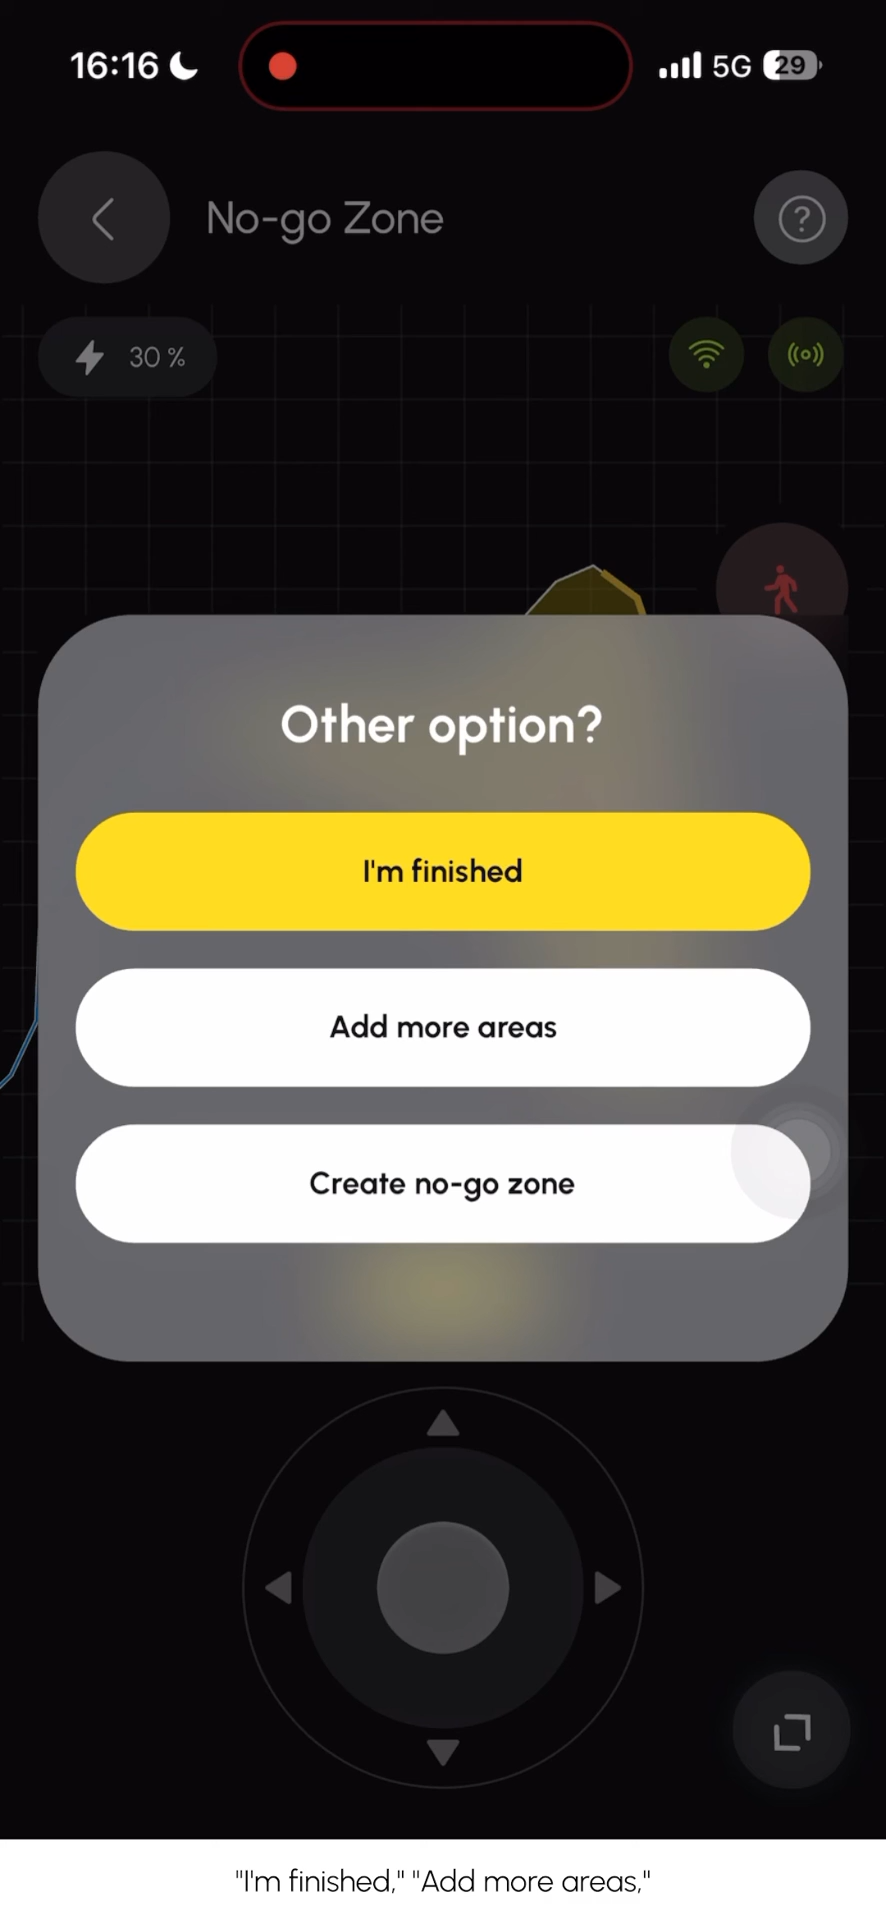 16:16 5G 29
No-go Zone
30 %
Other option?
I'm finished
Add more areas
Create no-go zone
"I'm finished," "Add more areas,"